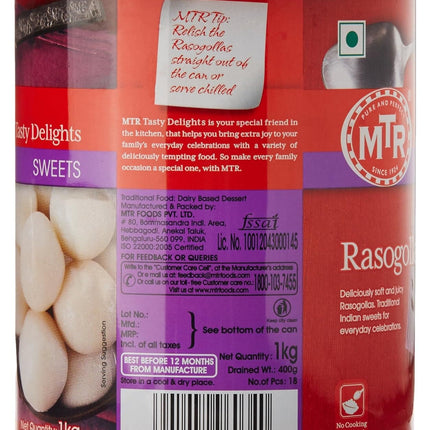 MTR Tip:
Relish the
Rasogollas
straight out of
the can or
serve chilled
MTR Tasty Delights is your special friend in
the kitchen, that helps you bring extra joy to your
family's everyday celebrations with a variety of
deliciously tempting food. So make every family
occasion a special one, with MTR.
Tasty Delights
SWEETS
Serving Suggestion
Net Quantity: 1kg
Traditional Food: Dairy Based Dessert
Manufactured & Packed by:
MTR FOODS PVT. LTD.
# 80, Bommasandra Indl. Area,
Hebbagodi, Anekal Taluk,
Bengaluru-560 099, INDIA
ISO 22000:2005 Certified
fssai
Lic. No. 10012043000145
FOR FEEDBACK OR QUERIES
Write to the "Customer Care Cell", at the Manufacturer's address.
Or e-mail us at: feedback@mtrfoods.com
Or call us on our toll-free Customer care no.:
www.mtrfoods.com
1800-103-7455
Keep city clean
Lot No.:
Mfd.:
MRP:
Incl. of all taxes
See bottom of the can
BEST BEFORE 12 MONTHS
FROM MANUFACTURE
Store in a cool & dry place.
Net Quantity: 1kg
Drained Wt.: 400g
No.of Pcs: 18
PURE AND PERFECT
MTR
SINCE 1924
Deliciously soft and juicy
Rasogollas. Traditional
Indian sweets for
everyday celebrations.
No Cooking